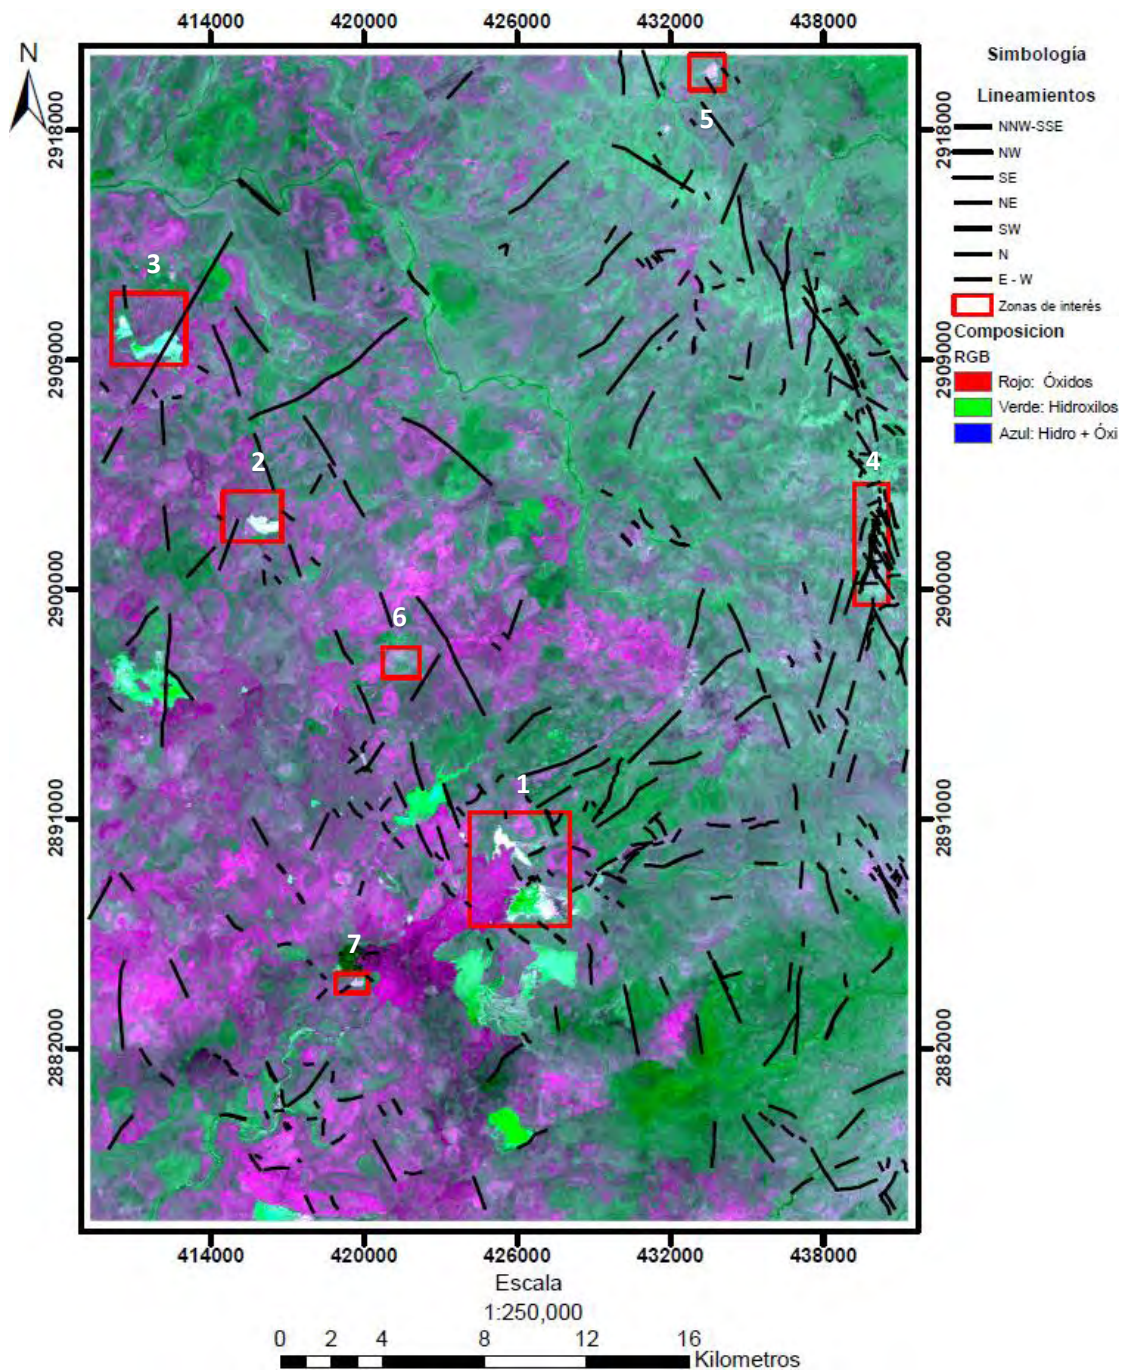 414000 420000 426000 432000 438000
N
Simbología
Lineamientos
NNW-SSE
NW
SE
NE
SW
N
E - W
Zonas de interés
Composicion
RGB
Rojo: Óxidos
Verde: Hidroxilos
Azul: Hidro + Óxi
2918000 2918000
2909000 2909000
2900000 2900000
2891000 2891000
2882000 2882000
5
3
2
4
6
1
7
414000 420000 426000 432000 438000
Escala
1:250,000
0 2 4 8 12 16
Kilometros